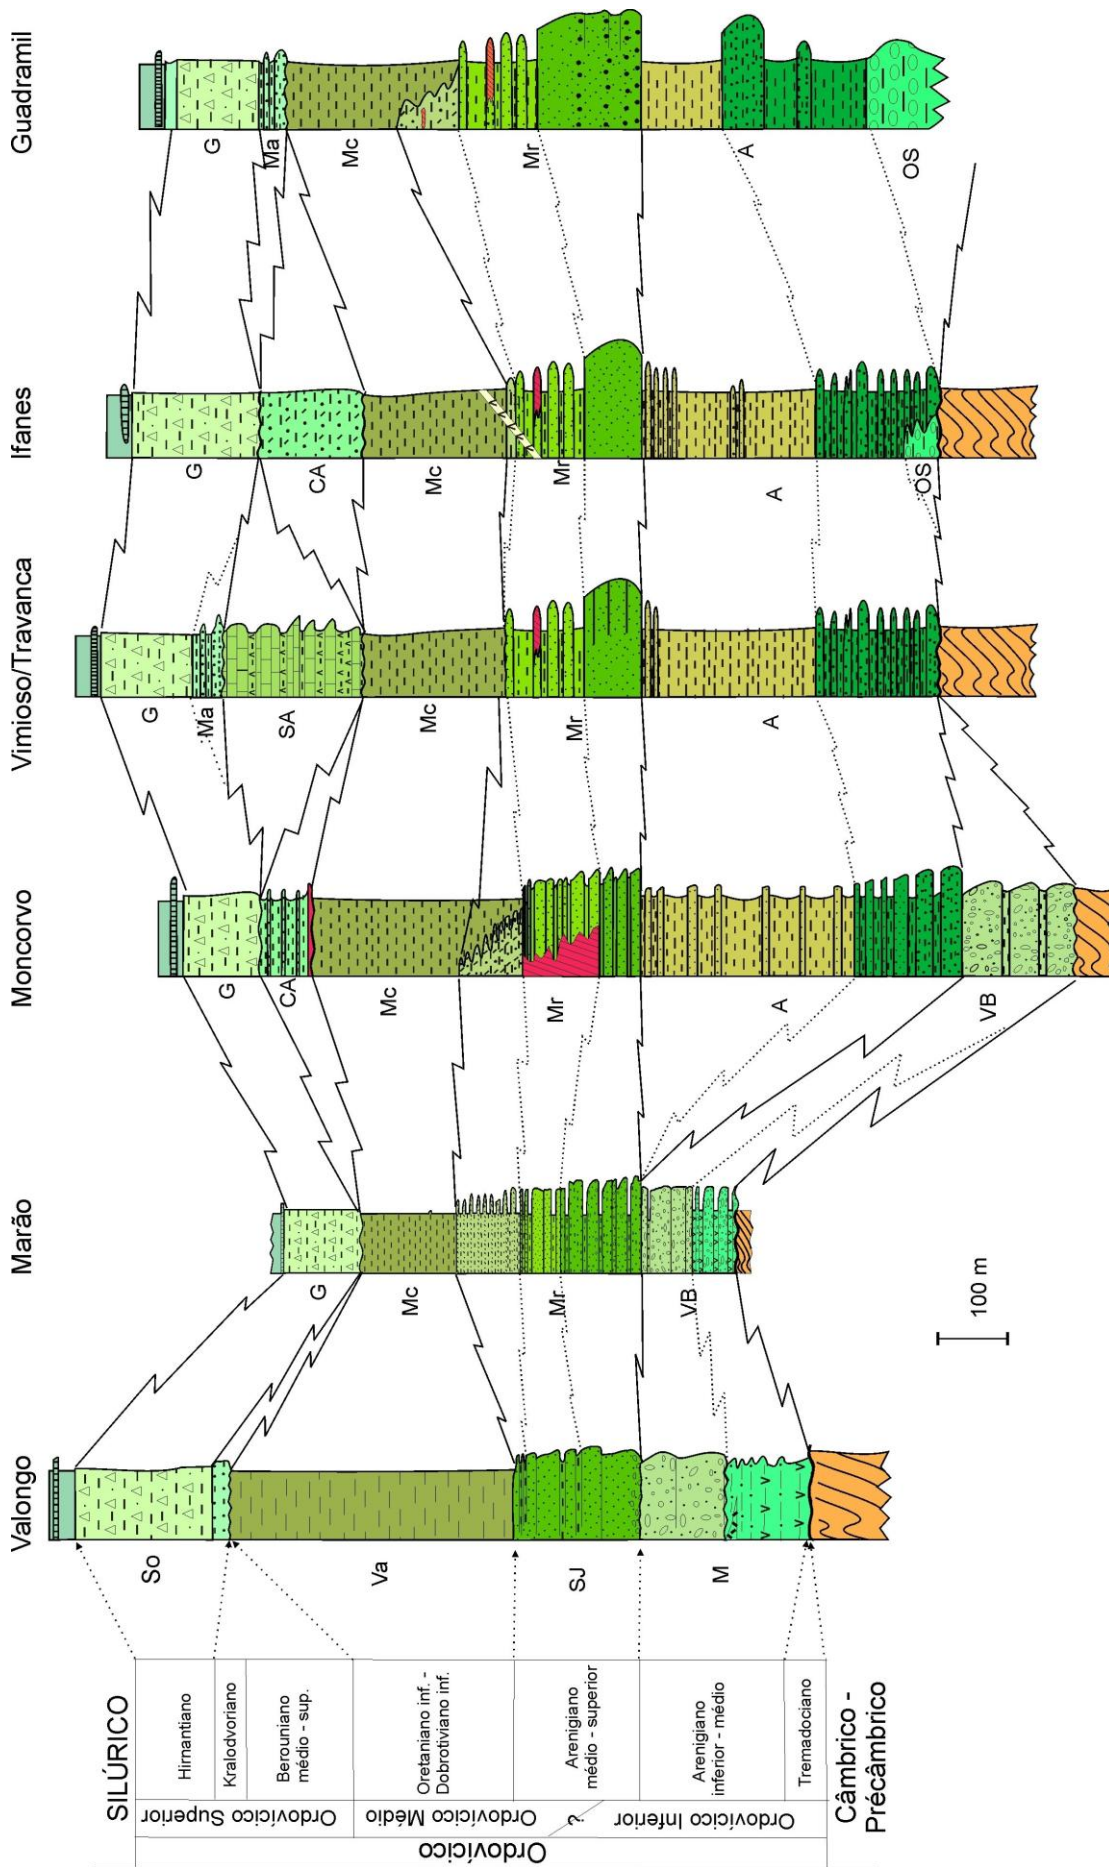 Valongo
Marão
Moncorvo
Vimioso/Travanca
Ifanes
Guadramil
SILÚRICO
Hirnantiano
Kralodvoriano
Berouniano
médio - sup.
Oretaniano inf. -
Dobrotiviano inf.
Arenigiano
médio - superior
Arenigiano
inferior - médio
Tremadociano
Câmbrico -
Précâmbrico
Ordovícico Superior
Ordovícico Médio
?
Ordovícico Inferior
Ordovícico
So
Va
SJ
M
G
Mc
Mr
VB
G
CA
Mc
Mr
A
VB
G
Ma
SA
Mc
Mr
A
G
CA
Mc
Mr
A
OS
G
Ma
Mc
Mr
A
OS
100 m